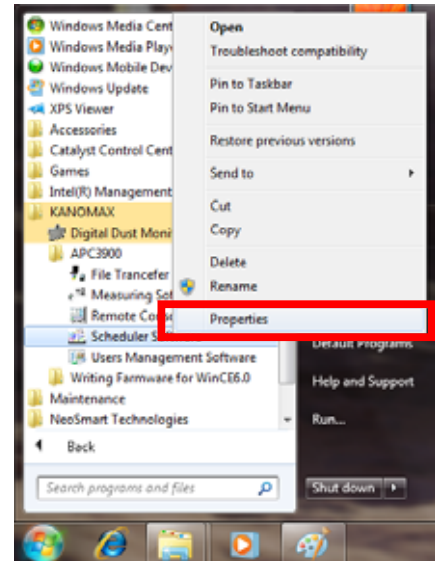 Windows Media Cent
Windows Media Play
Windows Mobile Dev
Windows Update
XPS Viewer
Accessories
Catalyst Control Cent
Games
Intel(R) Management
KANOMAX
Digital Dust Moni
APC3900
File Trancefer
Measuring Sof
Remote Conse
Scheduler S
Users Management Software
Writing Farmware for WinCE6.0
Maintenance
NeoSmart Technologies
Back
Search programs and files
Open
Troubleshoot compatibility
Pin to Taskbar
Pin to Start Menu
Restore previous versions
Send to
Cut
Copy
Delete
Rename
Properties
Default Programs
Help and Support
Run...
Shut down